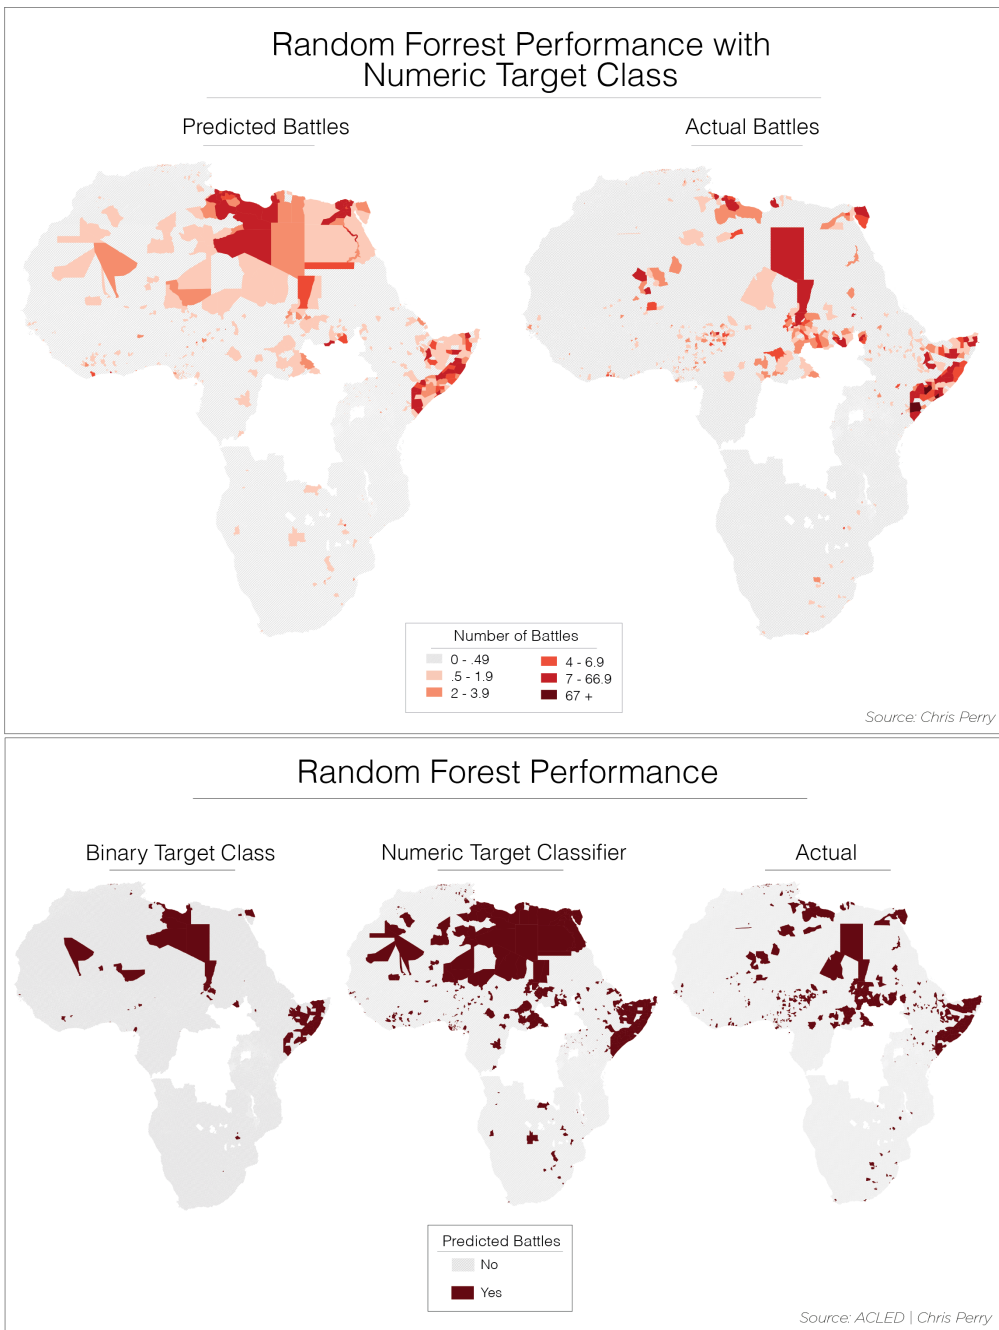 Random Forrest Performance with
Numeric Target Class
Predicted Battles
Actual Battles
Number of Battles
0 - .49
.5 - 1.9
2 - 3.9
4 - 6.9
7 - 66.9
67 +
Source: Chris Perry
Random Forest Performance
Binary Target Class
Numeric Target Classifier
Actual
Predicted Battles
No
Yes
Source: ACLED | Chris Perry